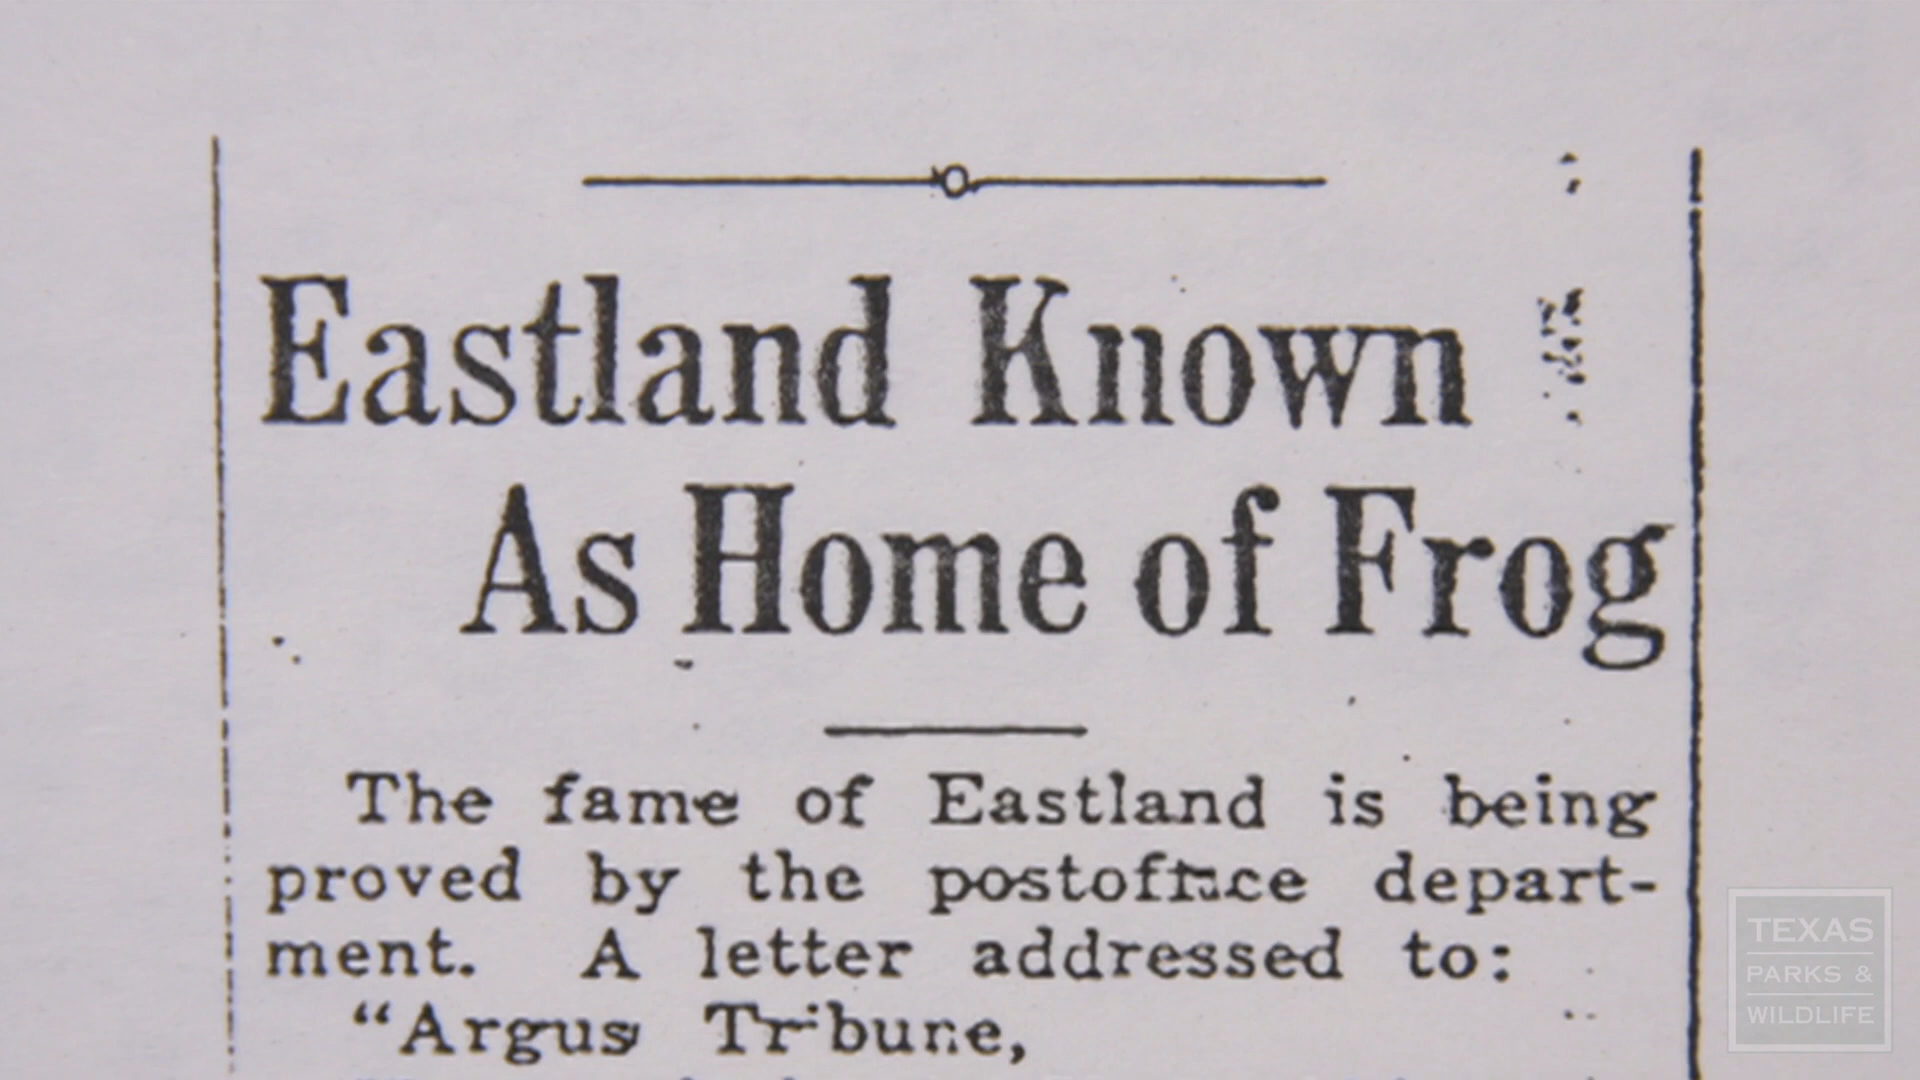 Eastland Known
As Home of Frog
The fame of Eastland is being
proved by the postoffice depart-
ment. A letter addressed to:
"Argus Tribune,
TEXAS
PARKS &
WILDLIFE